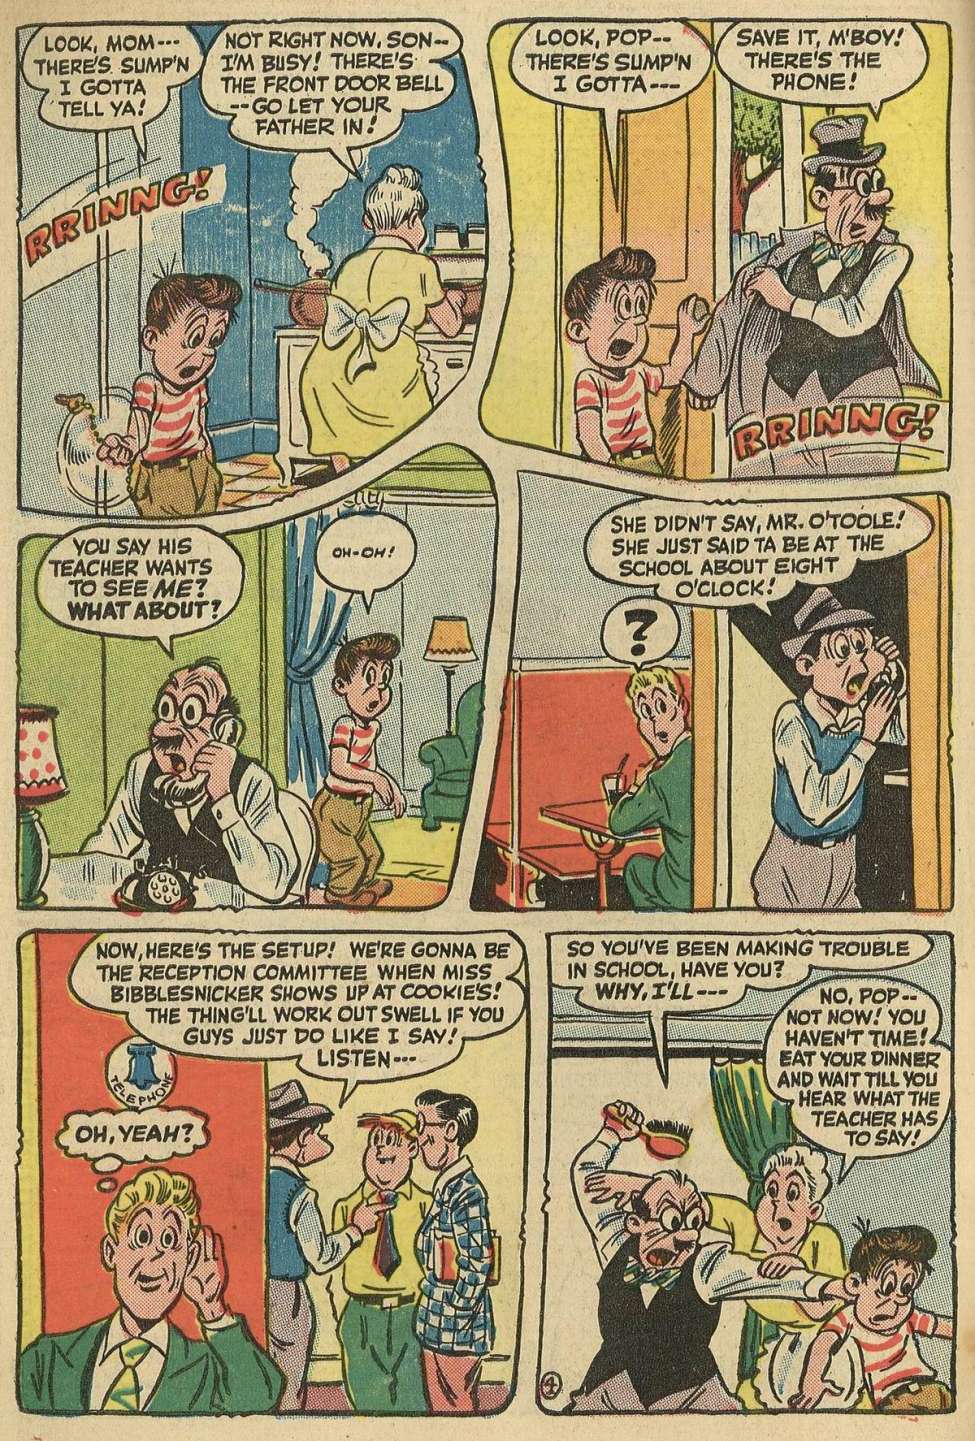 LOOK, MOM---
THERE'S SUMP'N
I GOTTA
TELL YA!
NOT RIGHT NOW, SON--
I'M BUSY! THERE'S
THE FRONT DOOR BELL
--GO LET YOUR
FATHER IN!
RRINNG!
LOOK, POP--
THERE'S SUMP'N
I GOTTA---
SAVE IT, M'BOY!
THERE'S THE
PHONE!
RRINNG!
YOU SAY HIS
TEACHER WANTS
TO SEE ME?
WHAT ABOUT?
OH-OH!
SHE DIDN'T SAY, MR. O'TOOLE!
SHE JUST SAID TA BE AT THE
SCHOOL ABOUT EIGHT
O'CLOCK!
?
NOW, HERE'S THE SETUP! WE'RE GONNA BE
THE RECEPTION COMMITTEE WHEN MISS
BIBBLESNICKER SHOWS UP AT COOKIE'S!
THE THING'LL WORK OUT SWELL IF YOU
GUYS JUST DO LIKE I SAY!
LISTEN---
TELEPHONE
OH, YEAH?
SO YOU'VE BEEN MAKING TROUBLE
IN SCHOOL, HAVE YOU?
WHY, I'LL---
NO, POP--
NOT NOW! YOU
HAVEN'T TIME!
EAT YOUR DINNER
AND WAIT TILL YOU
HEAR WHAT THE
TEACHER HAS
TO SAY!
4